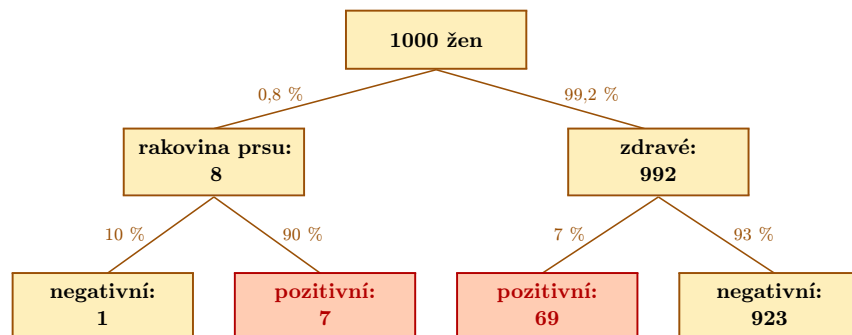 1000 žen
0,8 %
99,2 %
rakovina prsu:
8
zdravé:
992
10 %
90 %
7 %
93 %
negativní:
1
pozitivní:
7
pozitivní:
69
negativní:
923